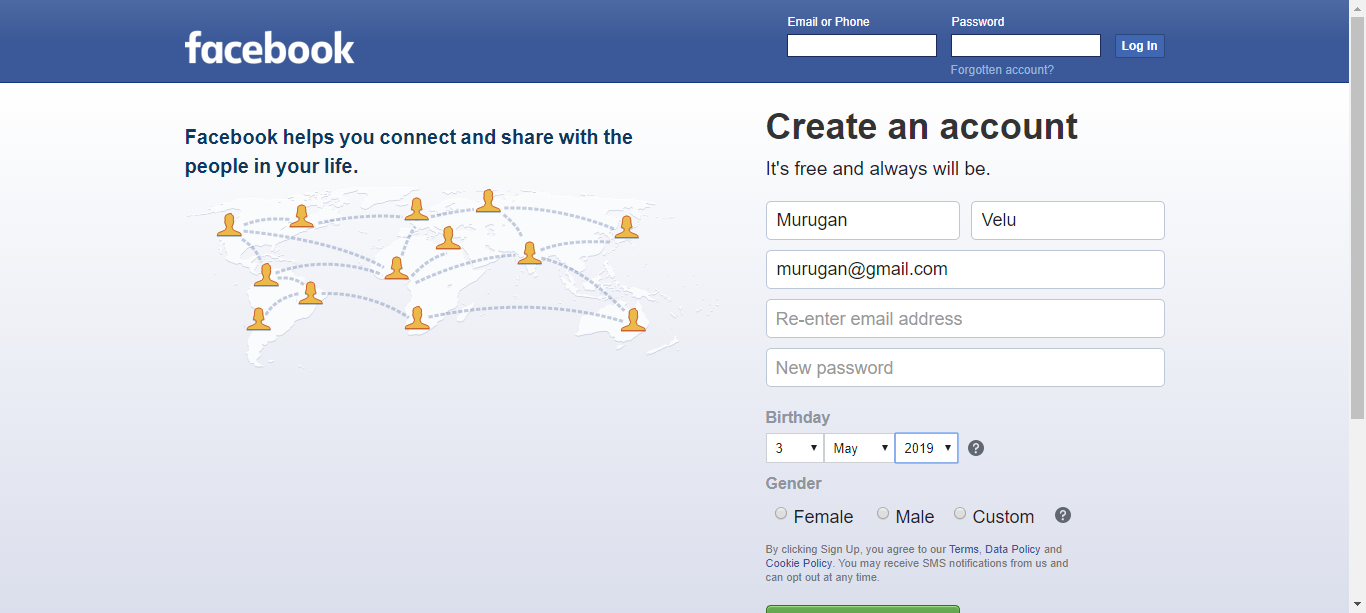 Email or Phone Password
facebook Log In
Forgotten account?
Facebook helps you connect and share with the
people in your life.
Create an account
It's free and always will be.
Murugan Velu
murugan@gmail.com
Re-enter email address
New password
Birthday
3 May 2019 ?
Gender
Female Male Custom ?
By clicking Sign Up, you agree to our Terms, Data Policy and
Cookie Policy. You may receive SMS notifications from us and
can opt out at any time.